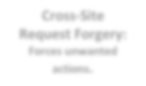 Cross-Site
Request Forgery:
Forces unwanted
actions.